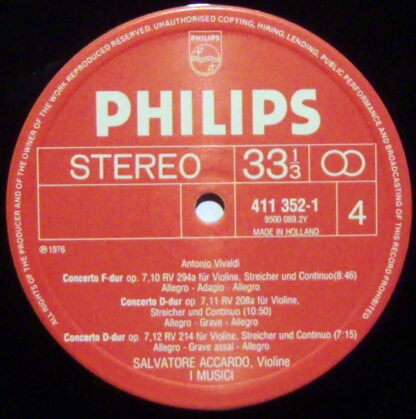 ALL RIGHTS OF THE PRODUCER AND OF THE OWNER OF THE WORK REPRODUCED RESERVED. UNAUTHORISED COPYING, HIRING, LENDING, PUBLIC PERFORMANCE AND BROADCASTING OF THIS RECORD PROHIBITED
PHILIPS
PHILIPS
STEREO 33 1/3
411 352-1
9500 080.2Y
MADE IN HOLLAND
4
℗ 1976
Antonio Vivaldi
Concerto F-dur op. 7,10 RV 294a für Violine, Streicher und Continuo(8:46)
Allegro - Adagio - Allegro
Concerto D-dur op. 7,11 RV 208a für Violine,
Streicher und Continuo (10:50)
Allegro - Grave - Allegro
Concerto D-dur op. 7,12 RV 214 für Violine, Streicher und Continuo (7:15)
Allegro - Grave assai - Allegro
SALVATORE ACCARDO, Violine
I MUSICI